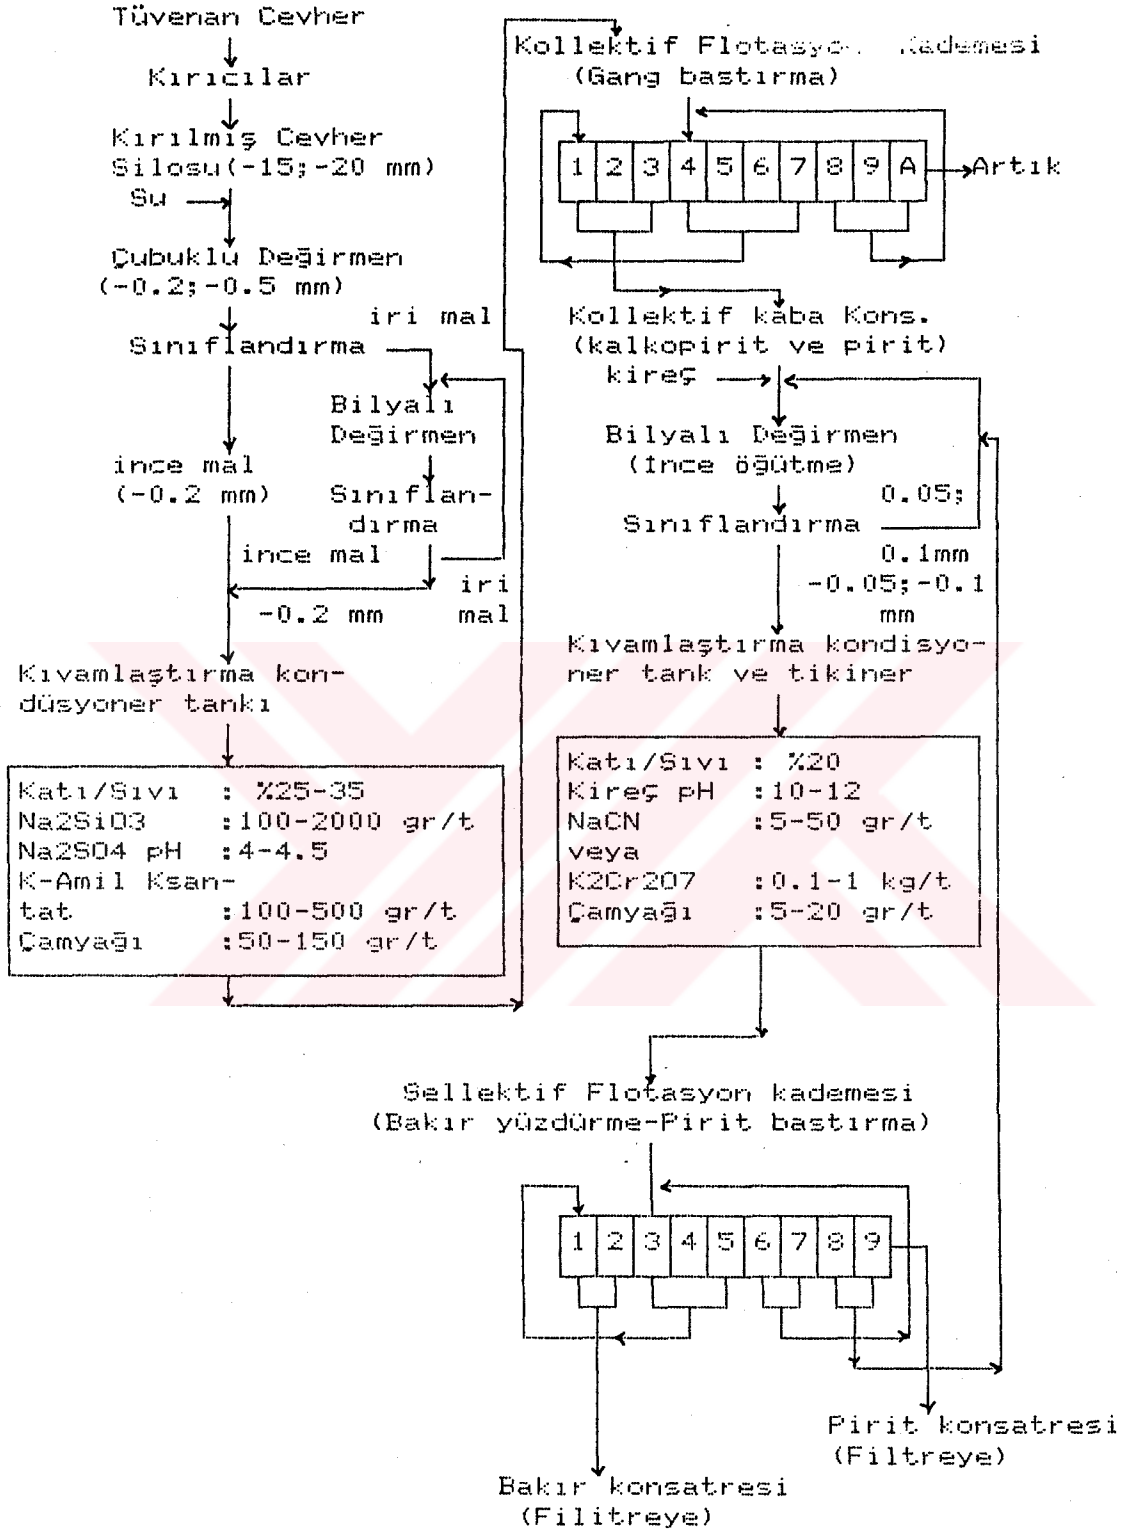 Tüvenan Cevher
Kırıcılar
Kırılmış Cevher
Silosu(-15;-20 mm)
Su
Çubuklu Değirmen
(-0.2;-0.5 mm)
iri mal
Sınıflandırma
Bilyalı
Değirmen
ince mal
(-0.2 mm)
Sınıflan-
dırma
ince mal
iri
mal
-0.2 mm
Kıvamlaştırma kon-
düsyoner tankı
Katı/Sıvı : %25-35
Na2SiO3 :100-2000 gr/t
Na2SO4 pH :4-4.5
K-Amil Ksan-
tat :100-500 gr/t
Çamyağı :50-150 gr/t
Kollektif Flotasyo Kademesi
(Gang bastırma)
1 2 3 4 5 6 7 8 9 A
Artık
Kollektif kaba Kons.
(kalkopirit ve pirit)
kireç
Bilyalı Değirmen
(İnce öğütme)
0.05;
Sınıflandırma
0.1mm
-0.05;-0.1
mm
Kıvamlaştırma kondisyo-
ner tank ve tikiner
Katı/Sıvı : %20
Kireç pH :10-12
NaCN :5-50 gr/t
veya
K2Cr2O7 :0.1-1 kg/t
Çamyağı :5-20 gr/t
Sellektif Flotasyon kademesi
(Bakır yüzdürme-Pirit bastırma)
1 2 3 4 5 6 7 8 9
Pirit konsatresi
(Filtreye)
Bakır konsatresi
(Filitreye)